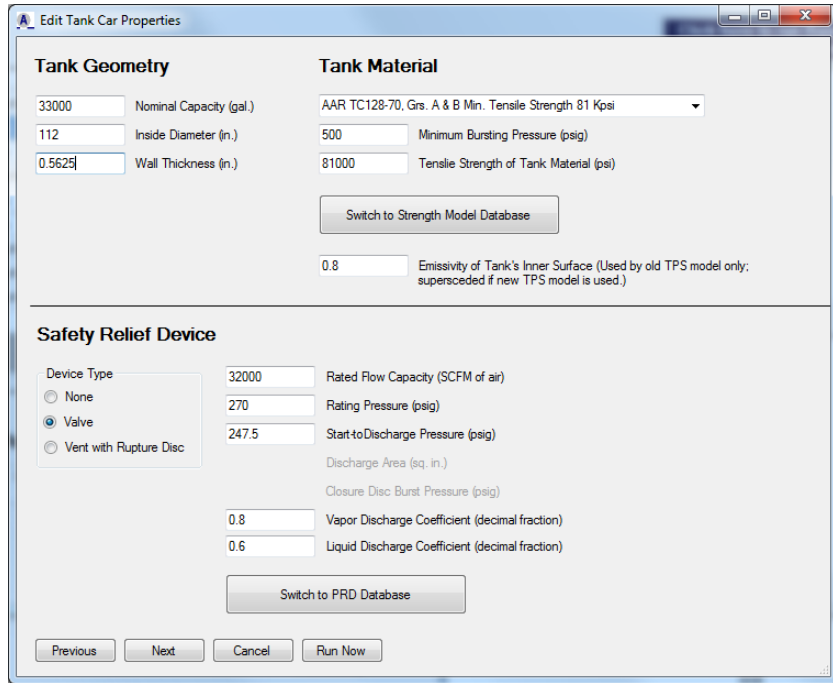 Edit Tank Car Properties
Tank Geometry
Tank Material
33000 Nominal Capacity (gal.)
AAR TC128-70, Grs. A & B Min. Tensile Strength 81 Kpsi
112 Inside Diameter (in.)
500 Minimum Bursting Pressure (psig)
0.5625 Wall Thickness (in.)
81000 Tenslie Strength of Tank Material (psi)
Switch to Strength Model Database
0.8 Emissivity of Tank's Inner Surface (Used by old TPS model only;
supersceded if new TPS model is used.)
Safety Relief Device
Device Type
None
Valve
Vent with Rupture Disc
32000 Rated Flow Capacity (SCFM of air)
270 Rating Pressure (psig)
247.5 Start-toDischarge Pressure (psig)
Discharge Area (sq. in.)
Closure Disc Burst Pressure (psig)
0.8 Vapor Discharge Coefficient (decimal fraction)
0.6 Liquid Discharge Coefficient (decimal fraction)
Switch to PRD Database
Previous Next Cancel Run Now